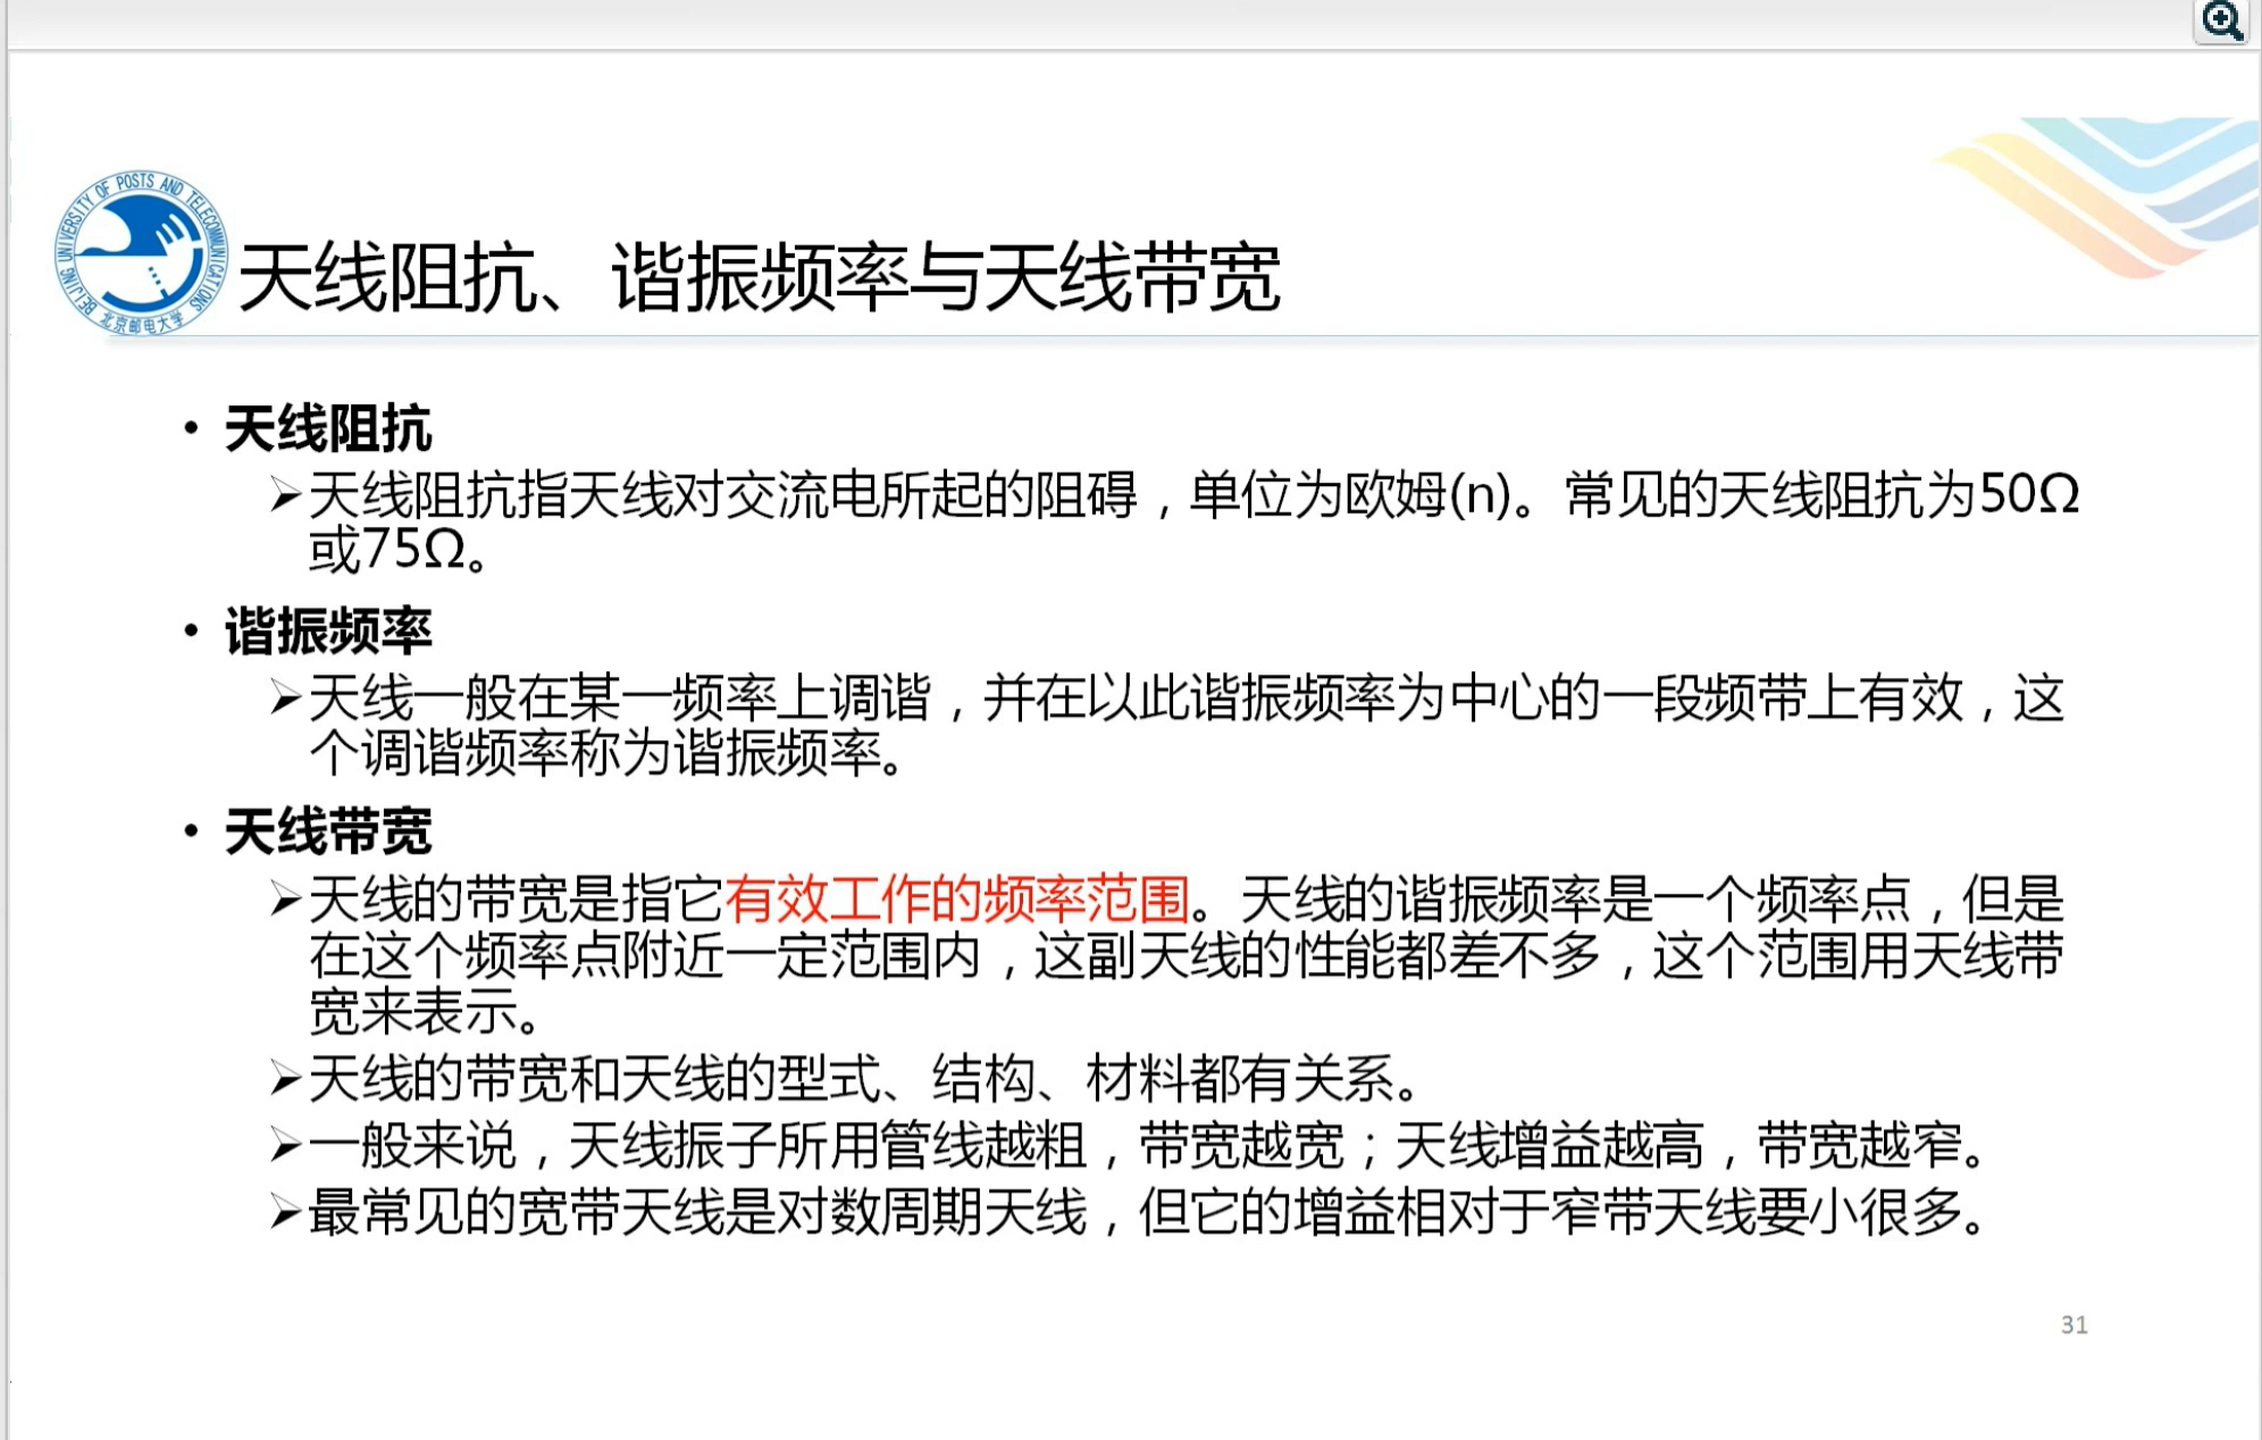 BEIJING UNIVERSITY OF POSTS AND TELECOMMUNICATIONS
北京邮电大学
天线阻抗、谐振频率与天线带宽
• 天线阻抗
➢天线阻抗指天线对交流电所起的阻碍，单位为欧姆(n)。常见的天线阻抗为50Ω
或75Ω。
• 谐振频率
➢天线一般在某一频率上调谐，并在以此谐振频率为中心的一段频带上有效，这
个调谐频率称为谐振频率。
• 天线带宽
➢天线的带宽是指它有效工作的频率范围。天线的谐振频率是一个频率点，但是
在这个频率点附近一定范围内，这副天线的性能都差不多，这个范围用天线带
宽来表示。
➢天线的带宽和天线的型式、结构、材料都有关系。
➢一般来说，天线振子所用管线越粗，带宽越宽；天线增益越高，带宽越窄。
➢最常见的宽带天线是对数周期天线，但它的增益相对于窄带天线要小很多。
31